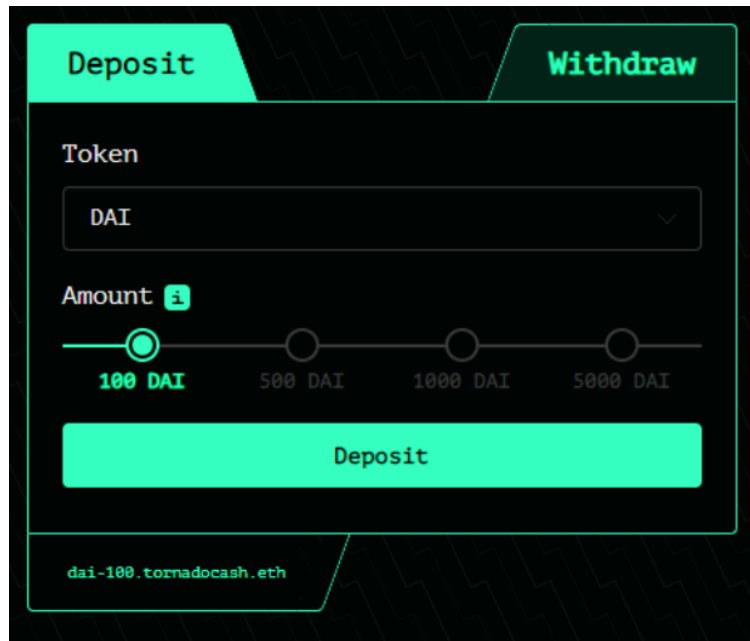 Deposit
Withdraw
Token
DAI
Amount i
100 DAI 500 DAI 1000 DAI 5000 DAI
Deposit
dai-100.tornadocash.eth